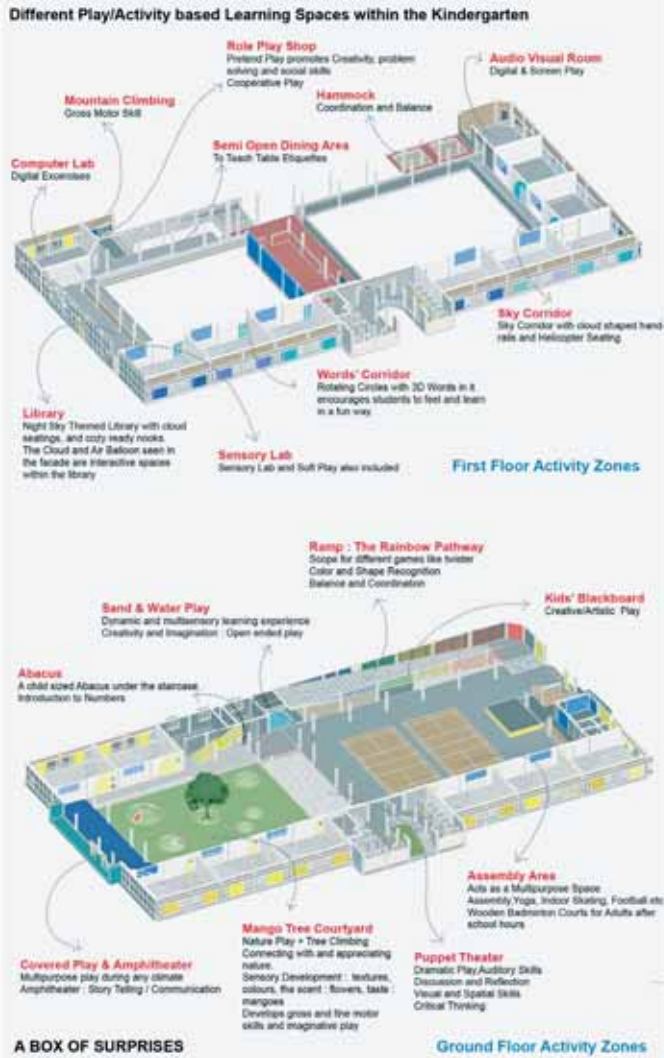 Different Play/Activity based Learning Spaces within the Kindergarten
Role Play Shop
Pretend Play promotes Creativity, problem
solving and social skills
Cooperative Play
Audio Visual Room
Digital & Screen Play
Mountain Climbing
Gross Motor Skill
Hammock
Coordination and Balance
Semi Open Dining Area
To Teach Table Etiquettes
Computer Lab
Digital Excersises
Sky Corridor
Sky Corridor with cloud shaped hand-
rails and Helicopter Seating
Words' Corridor
Rotating Circles with 3D Words in it
encourages students to feel and learn
in a fun way.
Library
Night Sky Themed Library with cloud
seatings, and cozy ready nooks.
The Cloud and Air Balloon seen in
the facade are interactive spaces
within the library
Sensory Lab
Sensory Lab and Soft Play also included
First Floor Activity Zones
Ramp : The Rainbow Pathway
Scope for different games like twister
Color and Shape Recognition
Balance and Coordination
Sand & Water Play
Dynamic and multisensory learning experience
Creativity and Imagination : Open ended play
Kids' Blackboard
Creative/Artistic Play
Abacus
A child sized Abacus under the staircase
Introduction to Numbers
Assembly Area
Acts as a Multipurpose Space
Assembly,Yoga, Indoor Skating, Football etc
Wooden Badminton Courts for Adults after
school hours
Mango Tree Courtyard
Nature Play + Tree Climbing
Connecting with and appreciating
nature.
Sensory Development : textures,
colours, the scent : flowers, taste :
mangoes
Develops gross and fine motor
skills and imaginative play
Puppet Theater
Dramatic Play,Auditory Skills
Discussion and Reflection
Visual and Spatial Skills
Critical Thinking
Covered Play & Amphitheater
Multipurpose play during any climate
Amphitheater : Story Telling / Communication
A BOX OF SURPRISES
Ground Floor Activity Zones